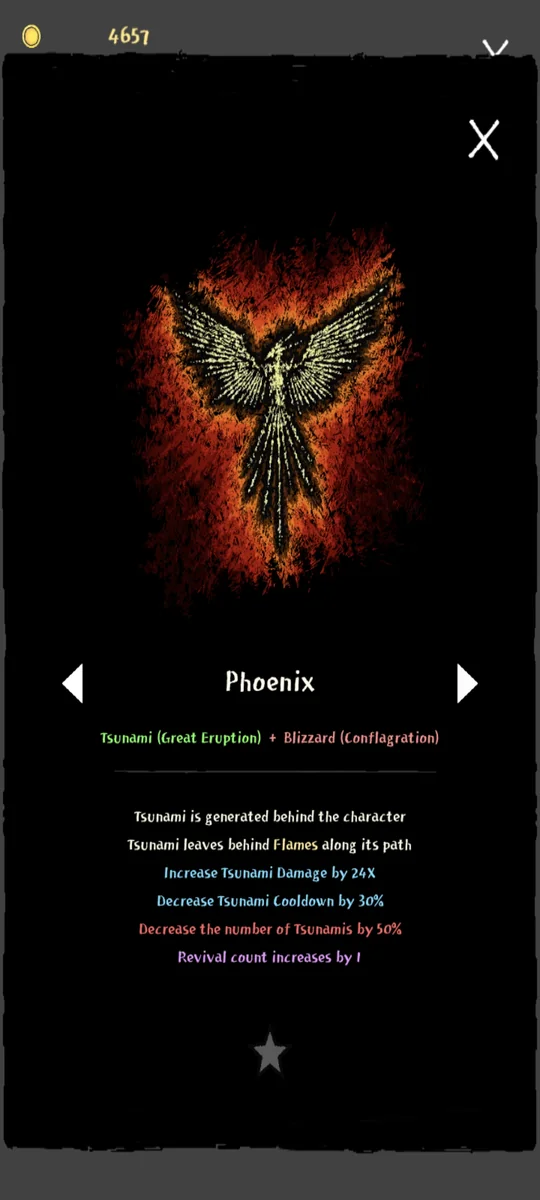 4657
X
Phoenix
Tsunami (Great Eruption) + Blizzard (Conflagration)
Tsunami is generated behind the character
Tsunami leaves behind Flames along its path
Increase Tsunami Damage by 24X
Decrease Tsunami Cooldown by 30%
Decrease the number of Tsunamis by 50%
Revival count increases by 1